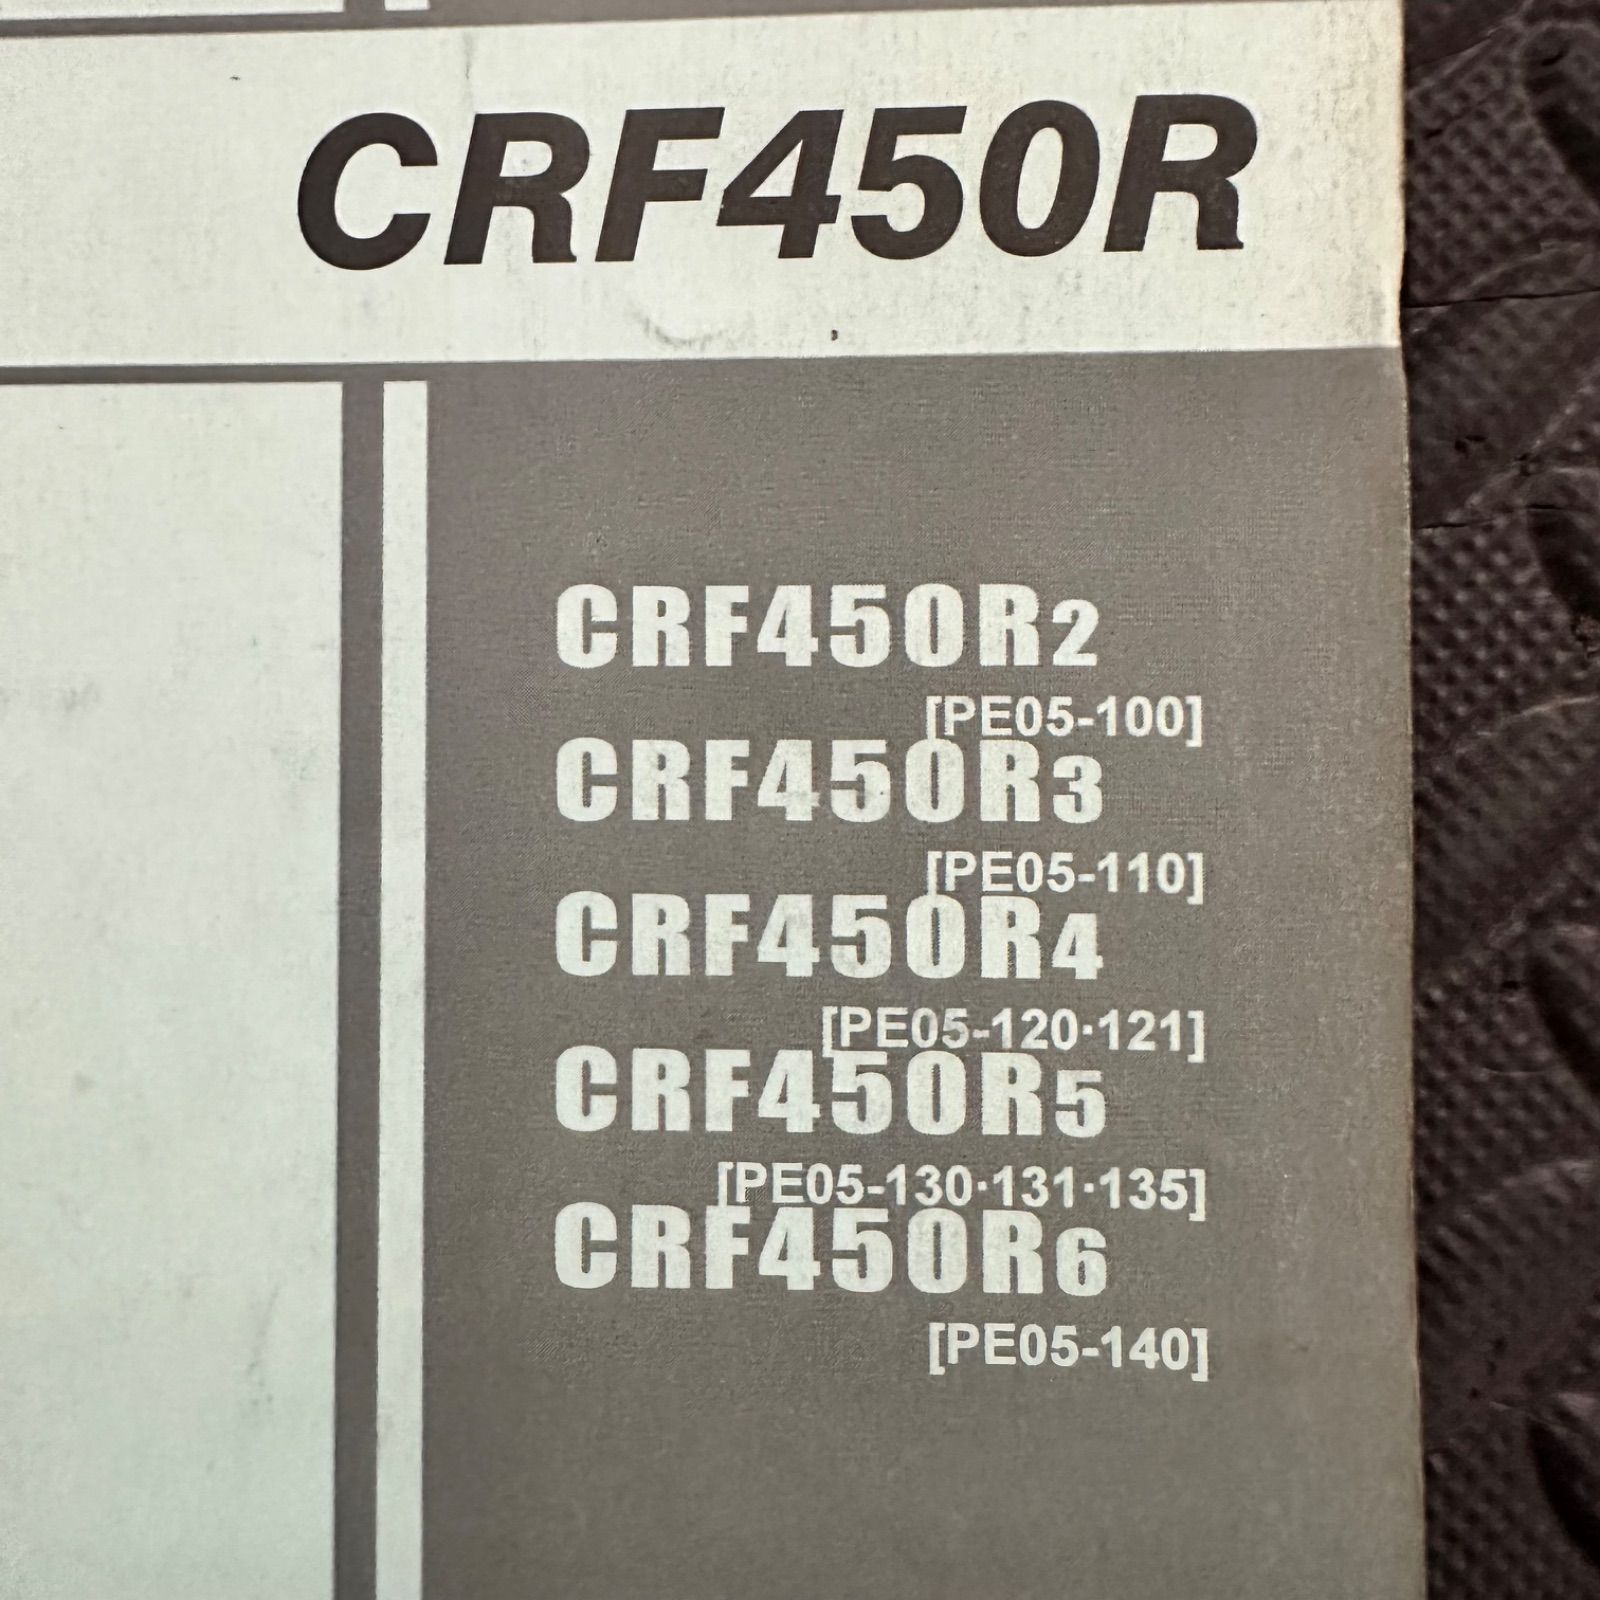 CRF450R
CRF450R2
[PE05-100]
CRF450R3
[PE05-110]
CRF450R4
[PE05-120·121]
CRF450R5
[PE05-130·131·135]
CRF450R6
[PE05-140]